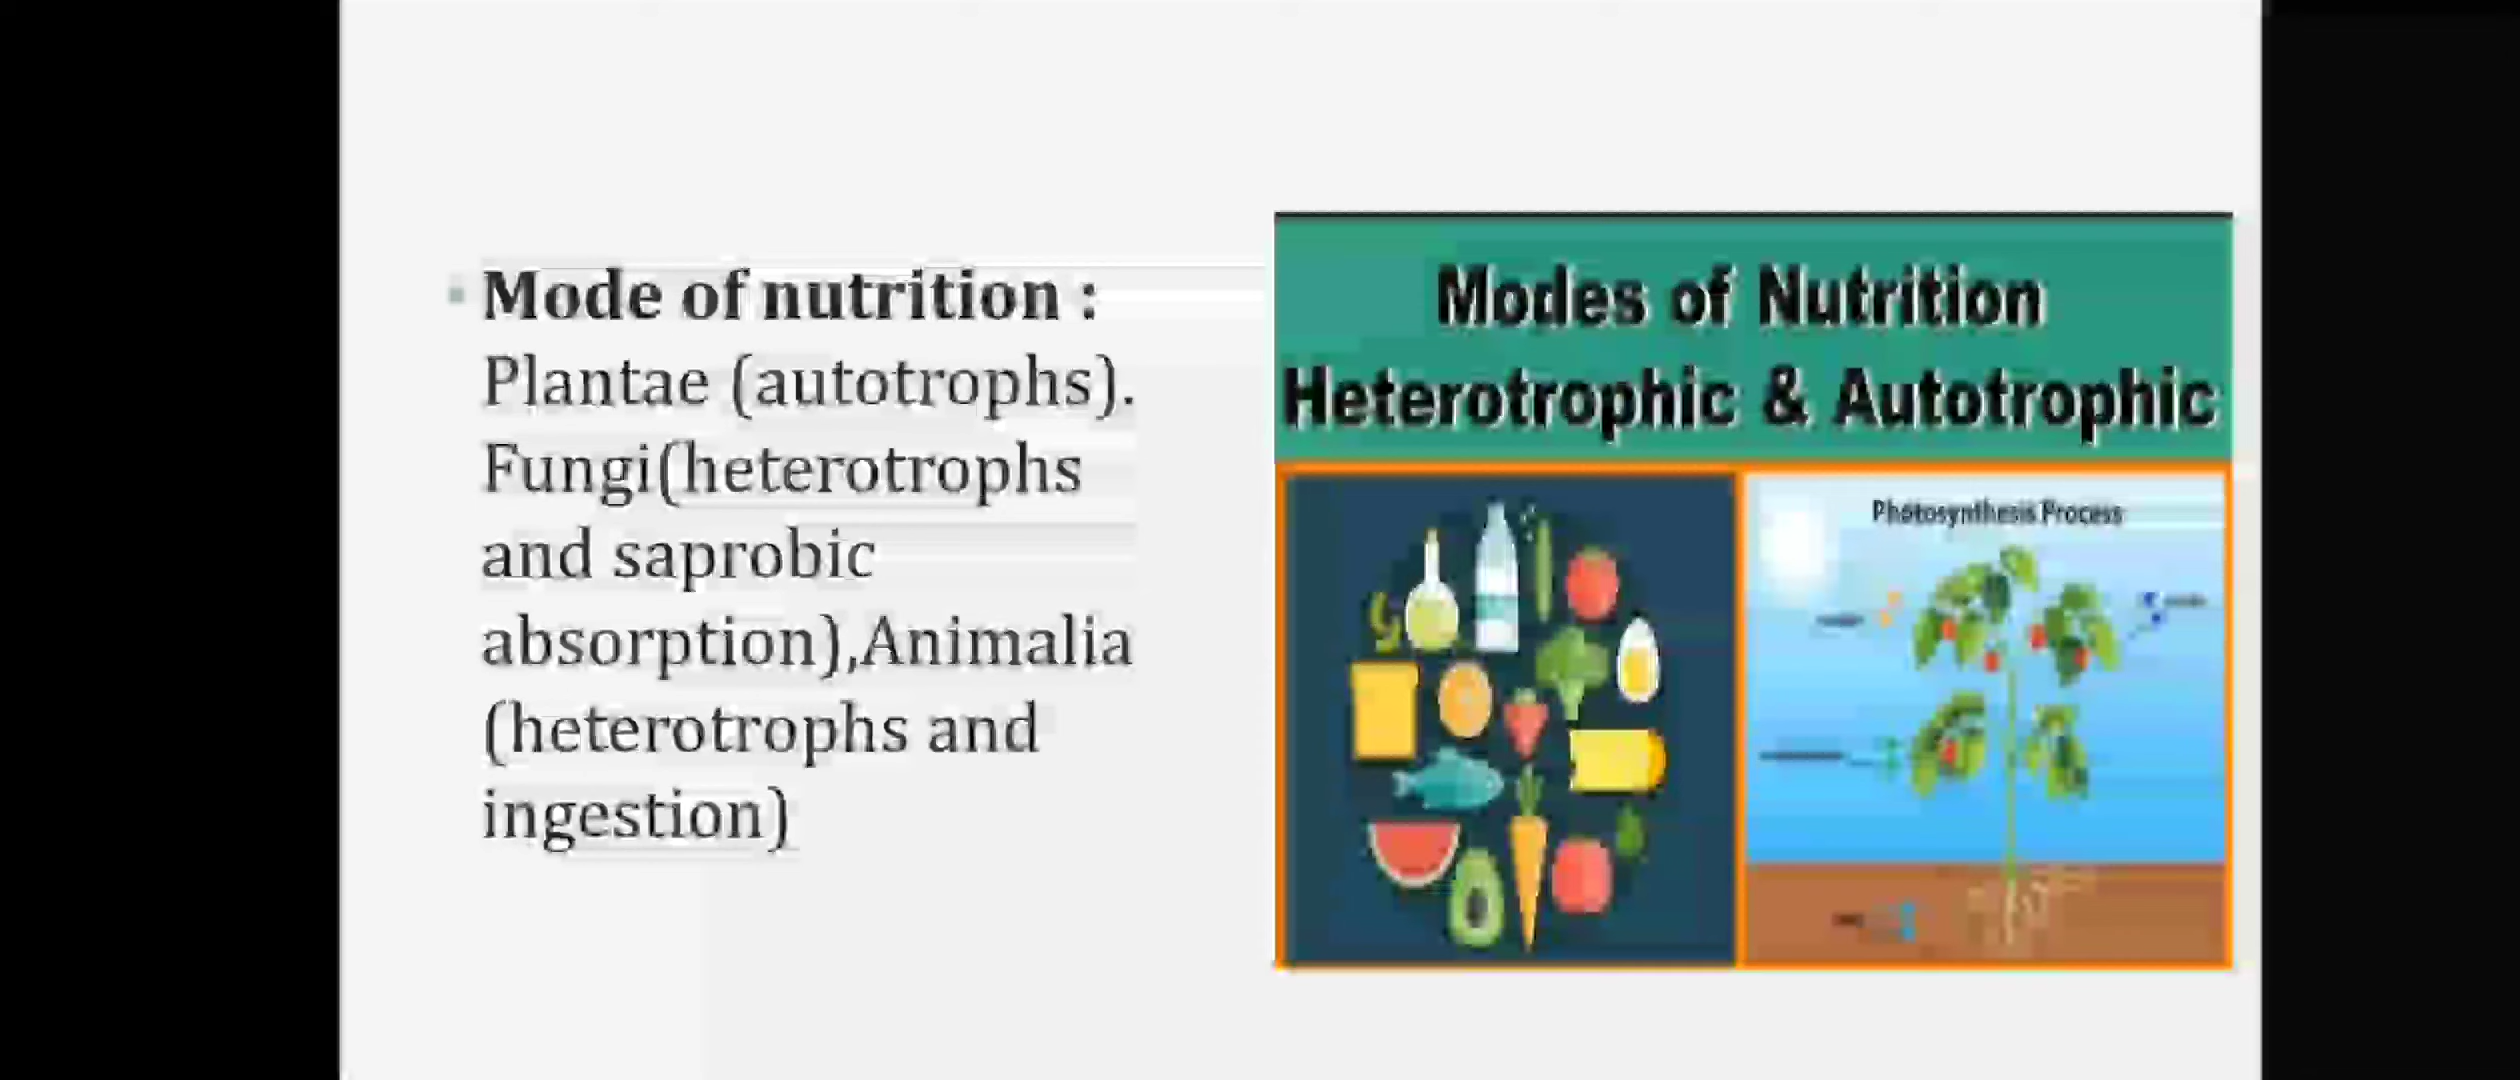 Mode of nutrition :
Plantae (autotrophs).
Fungi(heterotrophs
and saprobic
absorption),Animalia
(heterotrophs and
ingestion)
Modes of Nutrition
Heterotrophic & Autotrophic
Photosynthesis Process